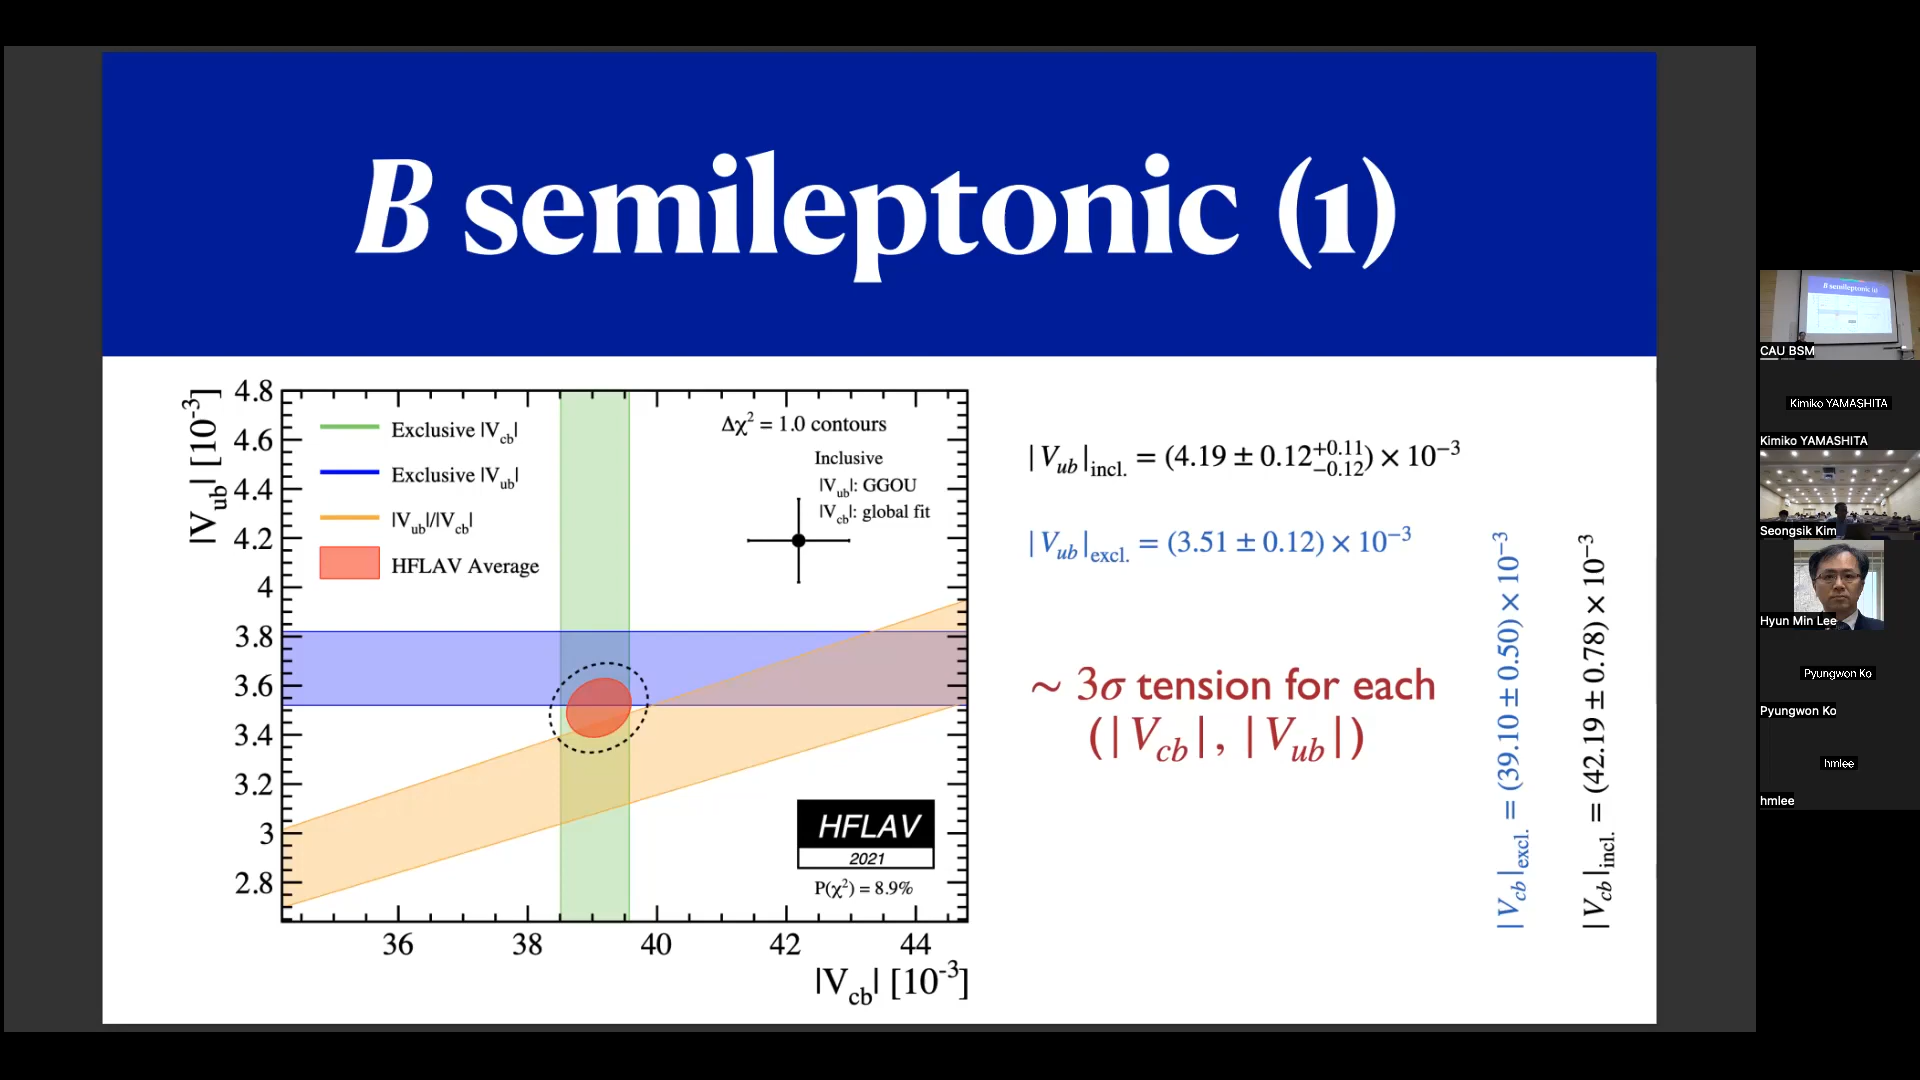 B semileptonic (1)
|V_ub| [10^-3]
4.8
4.6
4.4
4.2
4
3.8
3.6
3.4
3.2
3
2.8
Exclusive |V_cb|
Exclusive |V_ub|
|V_ub|/|V_cb|
HFLAV Average
Δχ² = 1.0 contours
Inclusive
|V_ub|: GGOU
|V_cb|: global fit
HFLAV
2021
P(χ²) = 8.9%
36 38 40 42 44
|V_cb| [10^-3]
|V_ub|_incl. = (4.19 ± 0.12^{+0.11}_{−0.12}) × 10^−3
|V_ub|_excl. = (3.51 ± 0.12) × 10^−3
~ 3σ tension for each
(|V_cb|, |V_ub|)
|V_cb|_excl. = (39.10 ± 0.50) × 10^−3
|V_cb|_incl. = (42.19 ± 0.78) × 10^−3
B semileptonic (1)
CAU BSM
Kimiko YAMASHITA
Kimiko YAMASHITA
Seongsik Kim
Hyun Min Lee
Pyungwon Ko
Pyungwon Ko
hmlee
hmlee